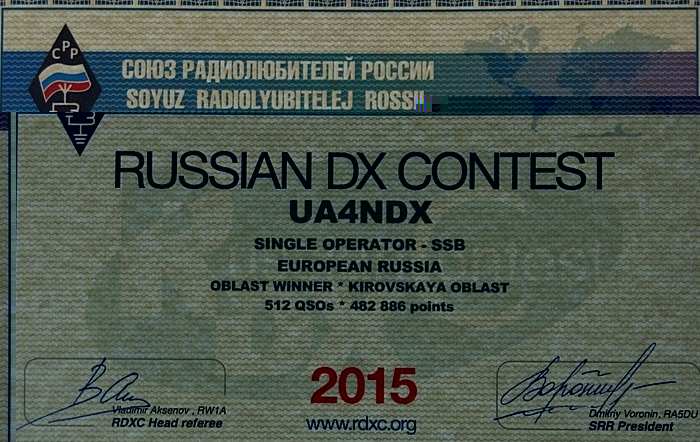 СРР
СОЮЗ РАДИОЛЮБИТЕЛЕЙ РОССИИ
SOYUZ RADIOLYUBITELEJ ROSSII
RUSSIAN DX CONTEST
UA4NDX
SINGLE OPERATOR - SSB
EUROPEAN RUSSIA
OBLAST WINNER * KIROVSKAYA OBLAST
512 QSOs * 482 886 points
Vladimir Aksenov , RW1A
RDXC Head referee
2015
www.rdxc.org
Dmitriy Voronin, RA5DU
SRR President